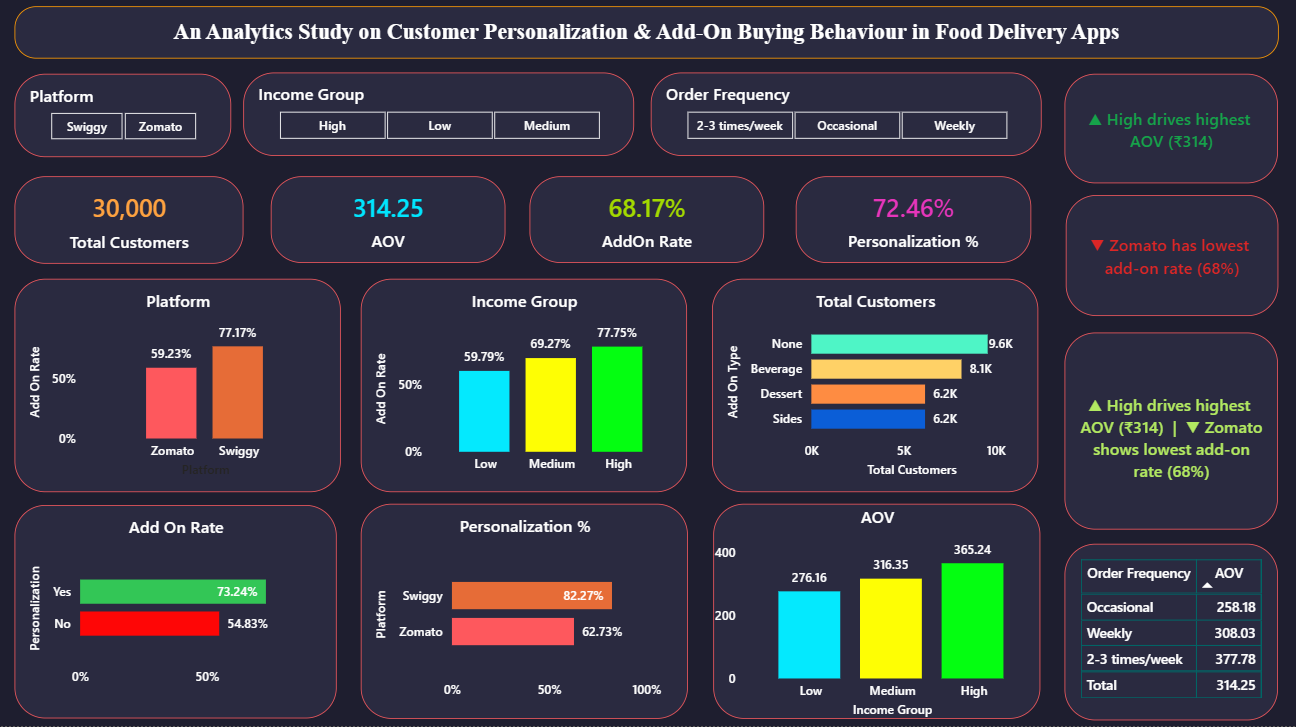 An Analytics Study on Customer Personalization & Add-On Buying Behaviour in Food Delivery Apps
Platform
Swiggy
Zomato
Income Group
High
Low
Medium
Order Frequency
2-3 times/week
Occasional
Weekly
▲ High drives highest
AOV (₹314)
30,000
Total Customers
314.25
AOV
68.17%
AddOn Rate
72.46%
Personalization %
▼ Zomato has lowest
add-on rate (68%)
Platform
Add On Rate
50%
0%
59.23%
77.17%
Zomato
Swiggy
Platform
Income Group
Add On Rate
50%
0%
59.79%
69.27%
77.75%
Low
Medium
High
Total Customers
Add On Type
None
9.6K
Beverage
8.1K
Dessert
6.2K
Sides
6.2K
0K
5K
10K
Total Customers
▲ High drives highest
AOV (₹314) | ▼ Zomato
shows lowest add-on
rate (68%)
Add On Rate
Personalization
Yes
73.24%
No
54.83%
0%
50%
Personalization %
Platform
Swiggy
82.27%
Zomato
62.73%
0%
50%
100%
AOV
400
200
0
276.16
316.35
365.24
Low
Medium
High
Income Group
Order Frequency AOV
Occasional 258.18
Weekly 308.03
2-3 times/week 377.78
Total 314.25